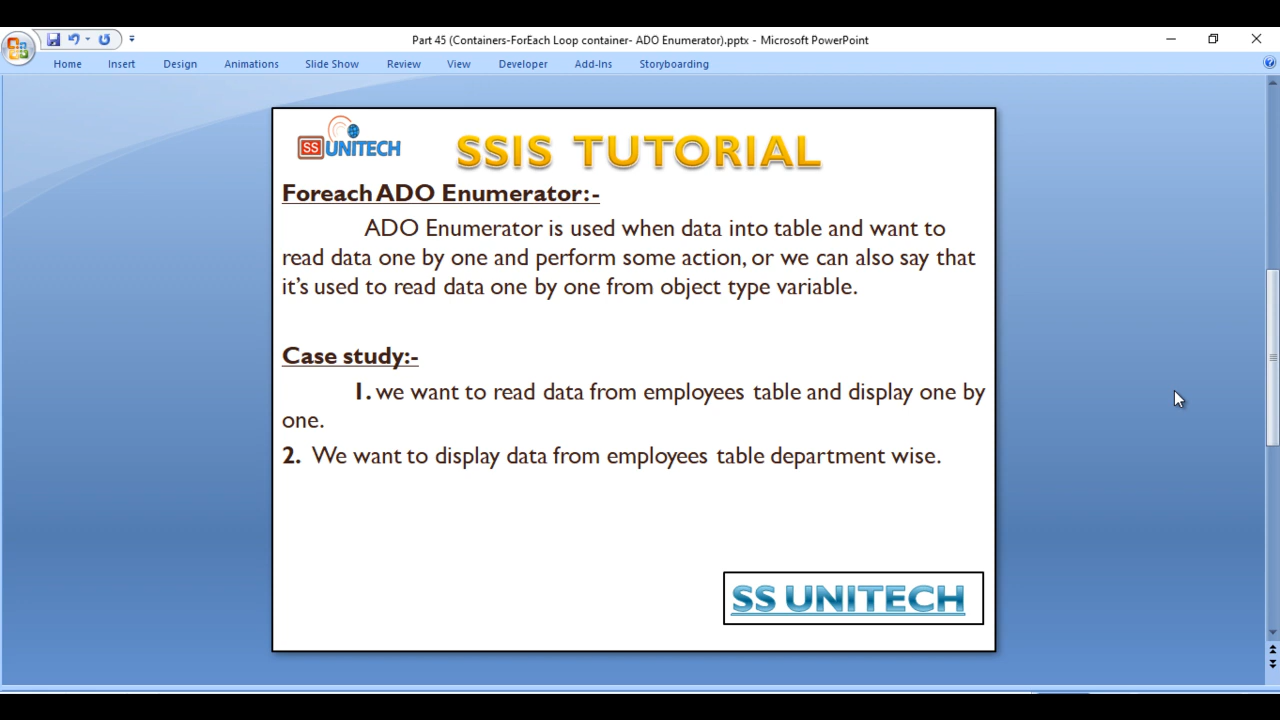 Part 45 (Containers-ForEach Loop container- ADO Enumerator).pptx - Microsoft PowerPoint
Home Insert Design Animations Slide Show Review View Developer Add-Ins Storyboarding
SS UNITECH
SSIS TUTORIAL
Foreach ADO Enumerator:-
ADO Enumerator is used when data into table and want to
read data one by one and perform some action, or we can also say that
it's used to read data one by one from object type variable.
Case study:-
1. we want to read data from employees table and display one by
one.
2. We want to display data from employees table department wise.
SS UNITECH